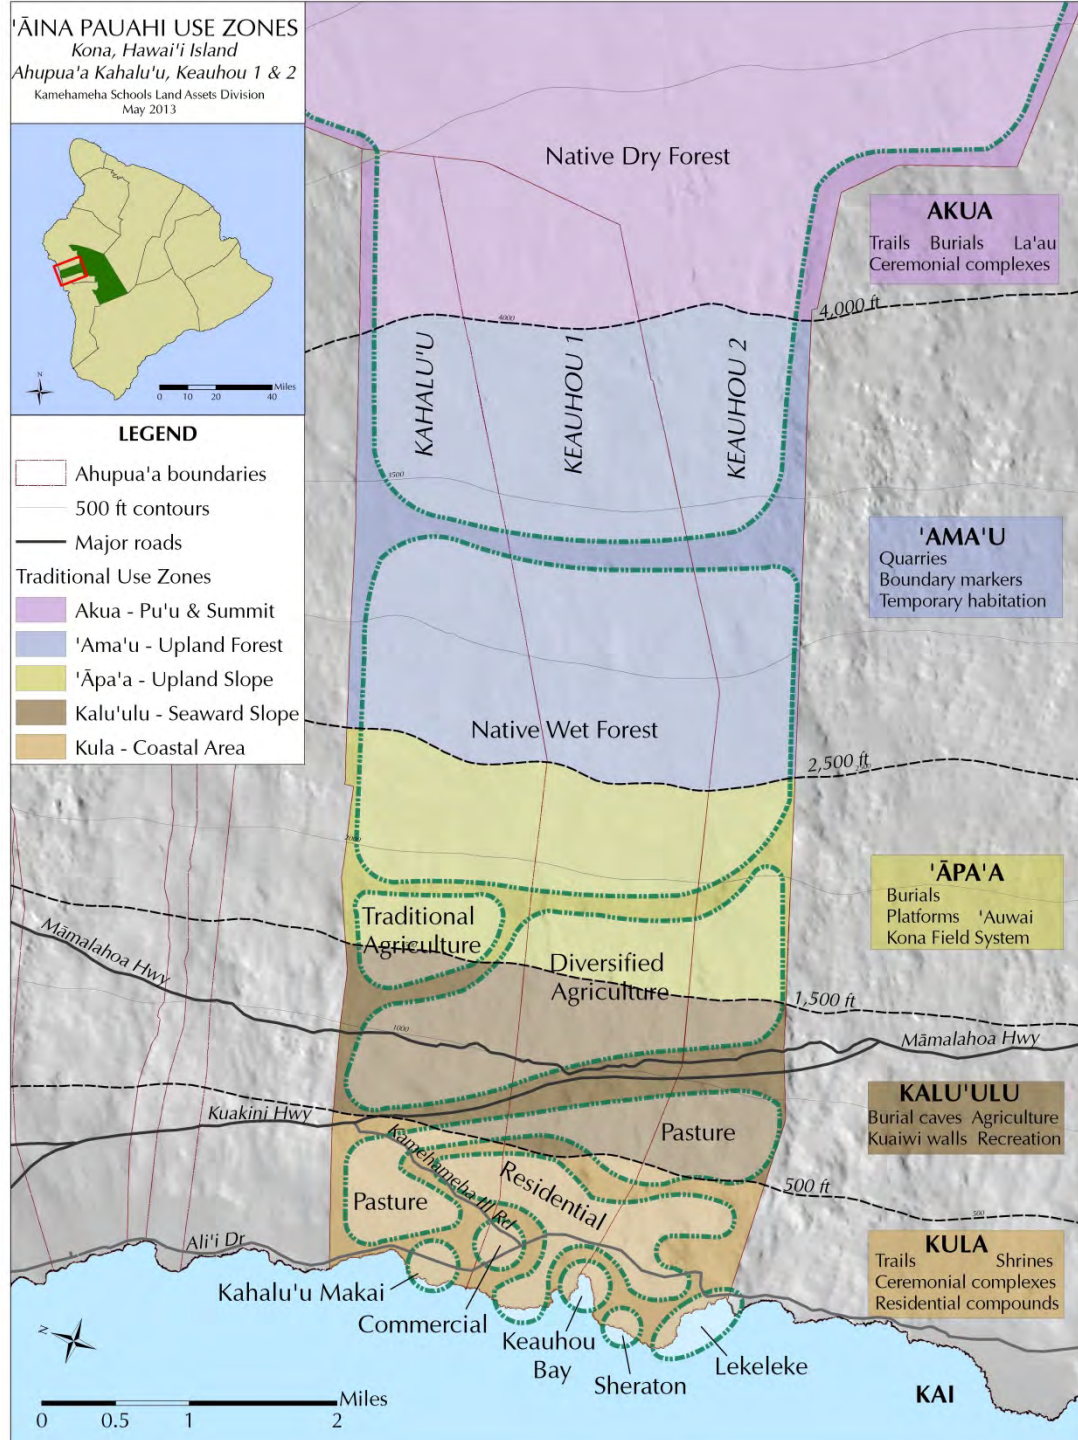 'ĀINA PAUAHI USE ZONES
Kona, Hawai'i Island
Ahupua'a Kahalu'u, Keauhou 1 & 2
Kamehameha Schools Land Assets Division
May 2013
N
Miles
0 10 20 40
LEGEND
Ahupua'a boundaries
500 ft contours
Major roads
Traditional Use Zones
Akua - Pu'u & Summit
'Ama'u - Upland Forest
'Āpa'a - Upland Slope
Kalu'ulu - Seaward Slope
Kula - Coastal Area
Native Dry Forest
AKUA
Trails Burials La'au
Ceremonial complexes
4,000 ft
4000
KAHALU'U
KEAUHOU 1
KEAUHOU 2
3500
'AMA'U
Quarries
Boundary markers
Temporary habitation
Native Wet Forest
2,500 ft
2000
'ĀPA'A
Burials
Platforms 'Auwai
Kona Field System
Traditional
Agriculture
Diversified
Agriculture
1,500 ft
Māmalahoa Hwy
1000
Māmalahoa Hwy
KALU'ULU
Burial caves Agriculture
Kuaiwi walls Recreation
Kuakini Hwy
Kamehameha III Rd
Pasture
Residential
Pasture
500 ft
500
Ali'i Dr
KULA
Trails Shrines
Ceremonial complexes
Residential compounds
Kahalu'u Makai
Commercial
Keauhou
Bay
Sheraton
Lekeleke
KAI
N
Miles
0 0.5 1 2